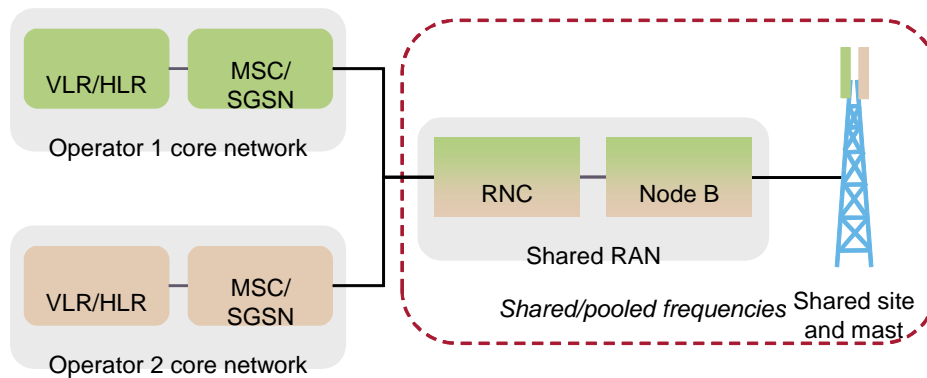 VLR/HLR
MSC/
SGSN
Operator 1 core network
RNC
Node B
Shared RAN
VLR/HLR
MSC/
SGSN
Operator 2 core network
Shared/pooled frequencies
Shared site
and mast